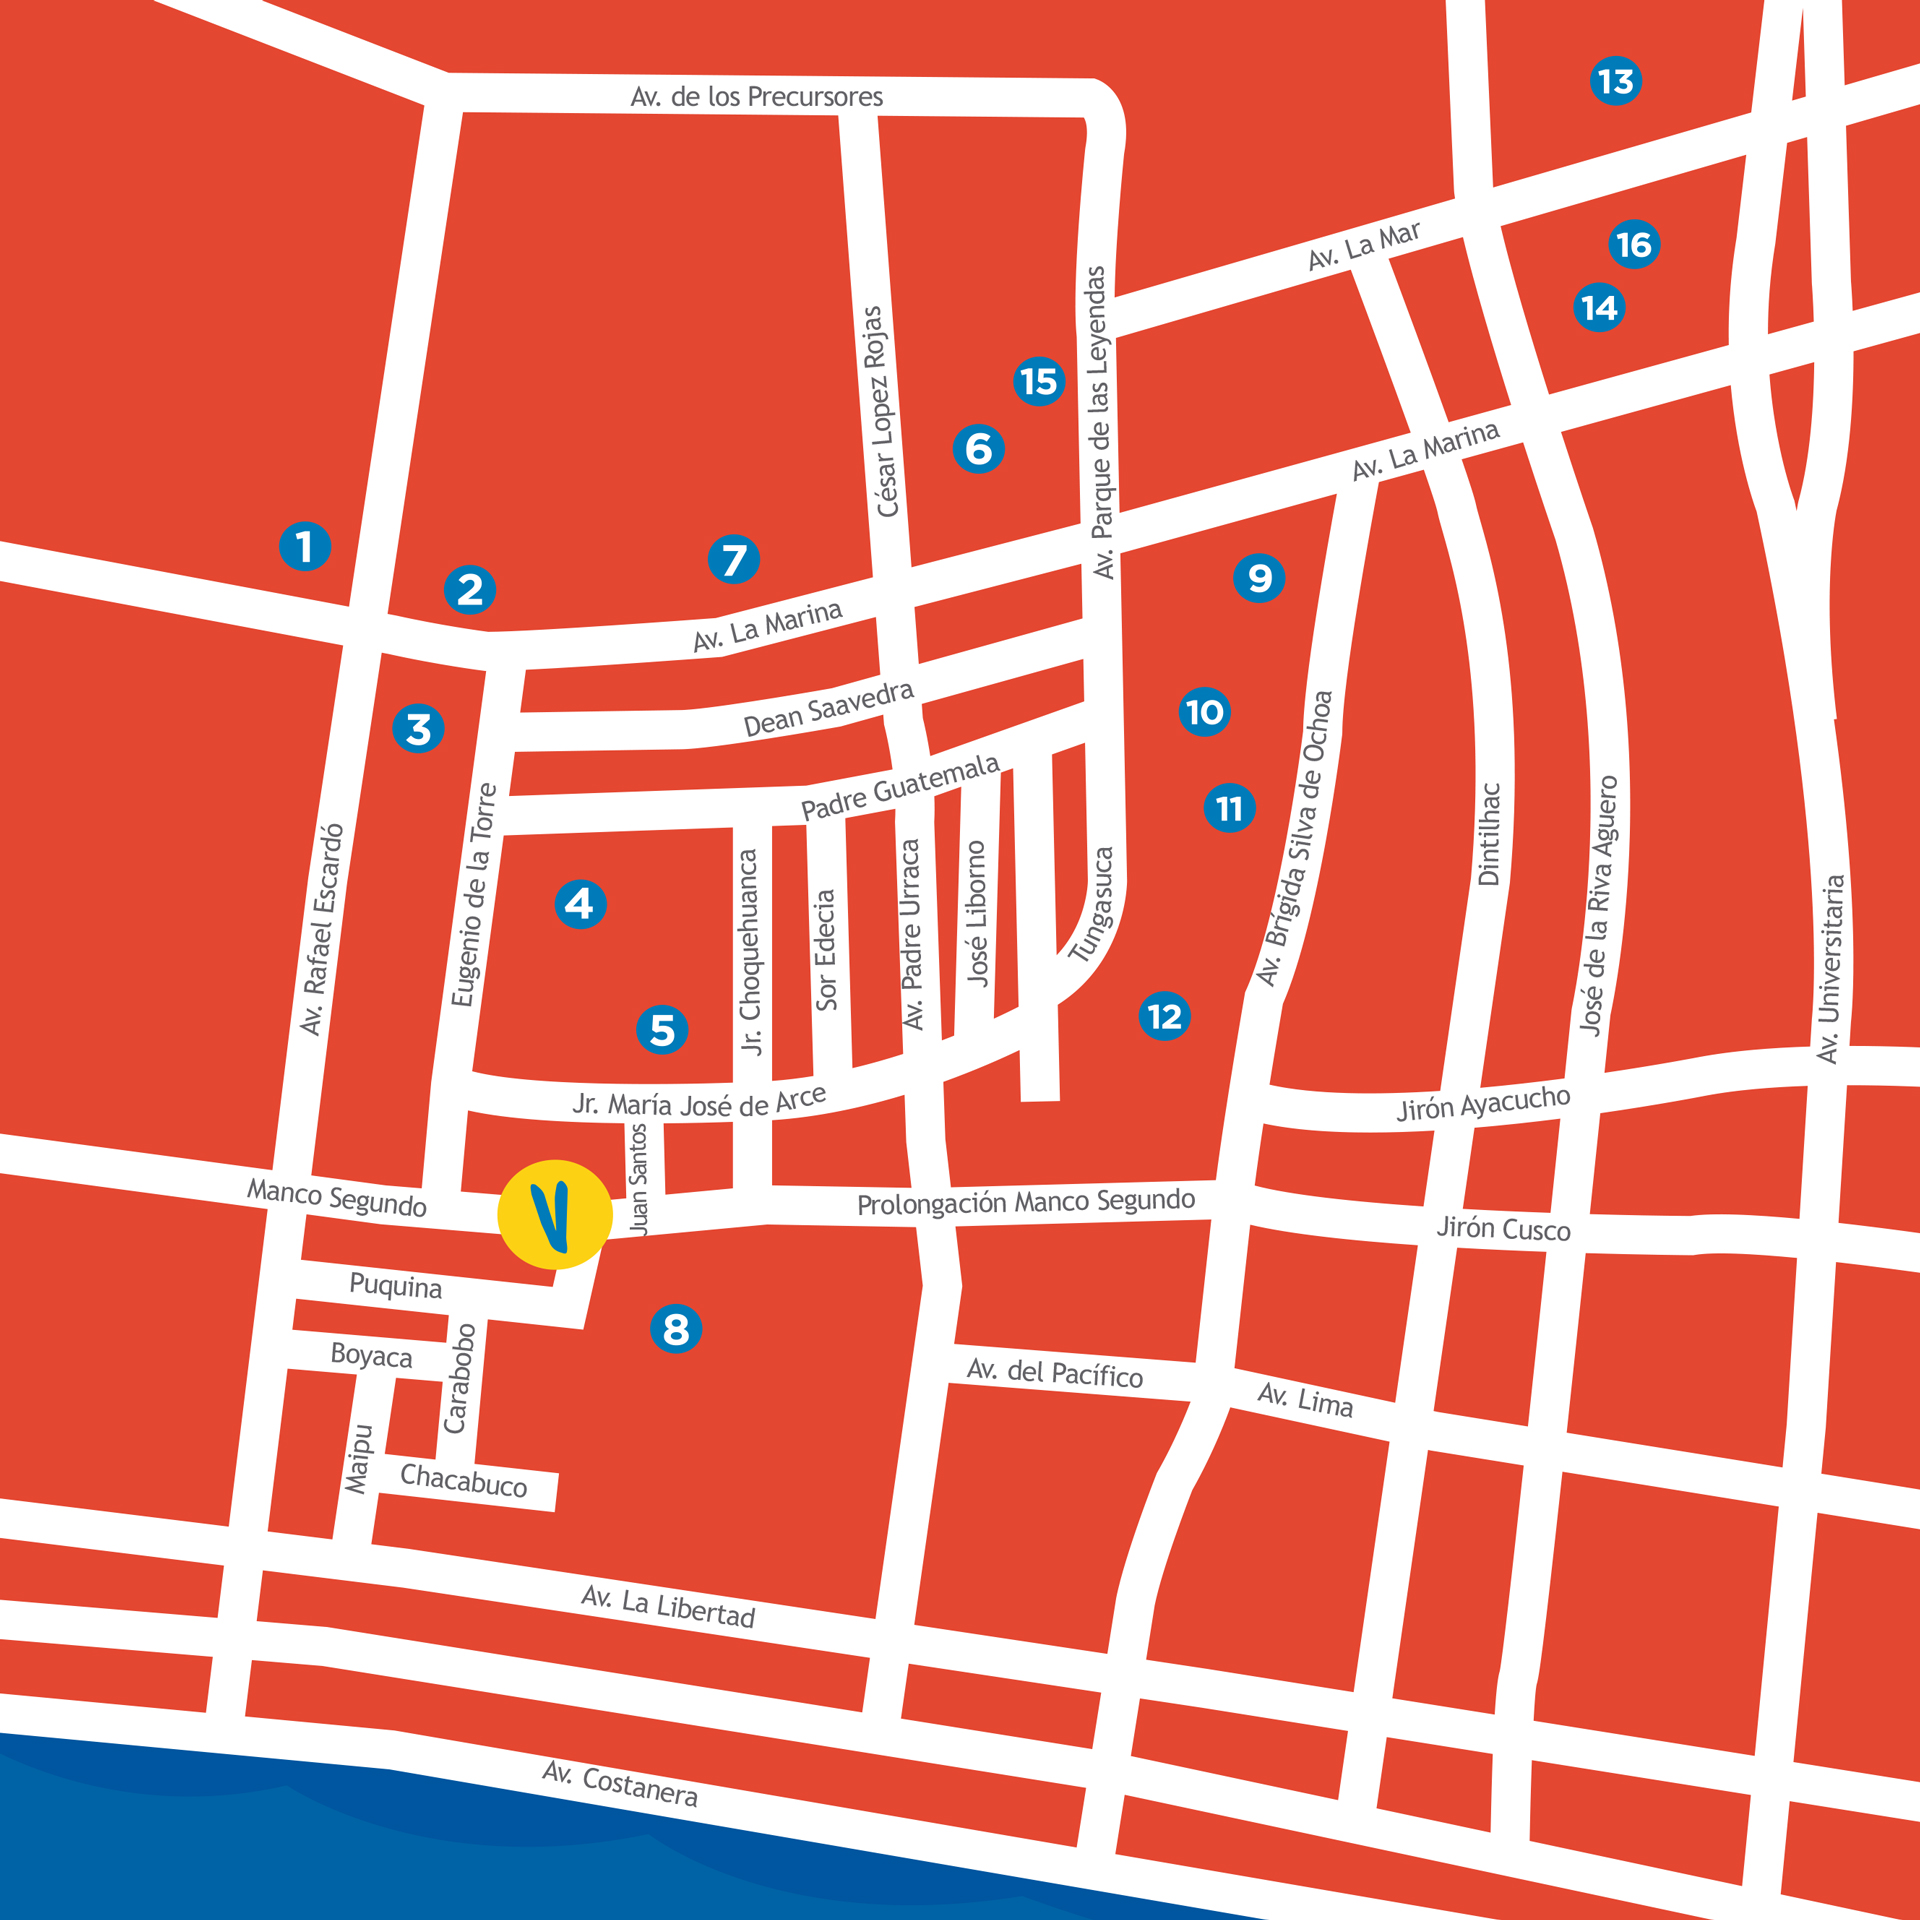 13
Av. de los Precursores
Av. La Mar
16
14
César Lopez Rojas
Av. Parque de las Leyendas
15
6
Av. La Marina
1
7
2
9
Av. La Marina
3
Dean Saavedra
10
Padre Guatemala
11
Av. Rafael Escardó
Eugenio de la Torre
4
Jr. Choquehuanca
Sor Edecia
Av. Padre Urraca
José Liborno
Tungasuca
Av. Brígida Silva de Ochoa
Dintilhac
José de la Riva Aguero
Av. Universitaria
5
12
Jr. María José de Arce
Jirón Ayacucho
Juan Santos
Manco Segundo
V
Prolongación Manco Segundo
Jirón Cusco
Puquina
8
Boyaca
Carabobo
Av. del Pacífico
Av. Lima
Maipu
Chacabuco
Av. La Libertad
Av. Costanera